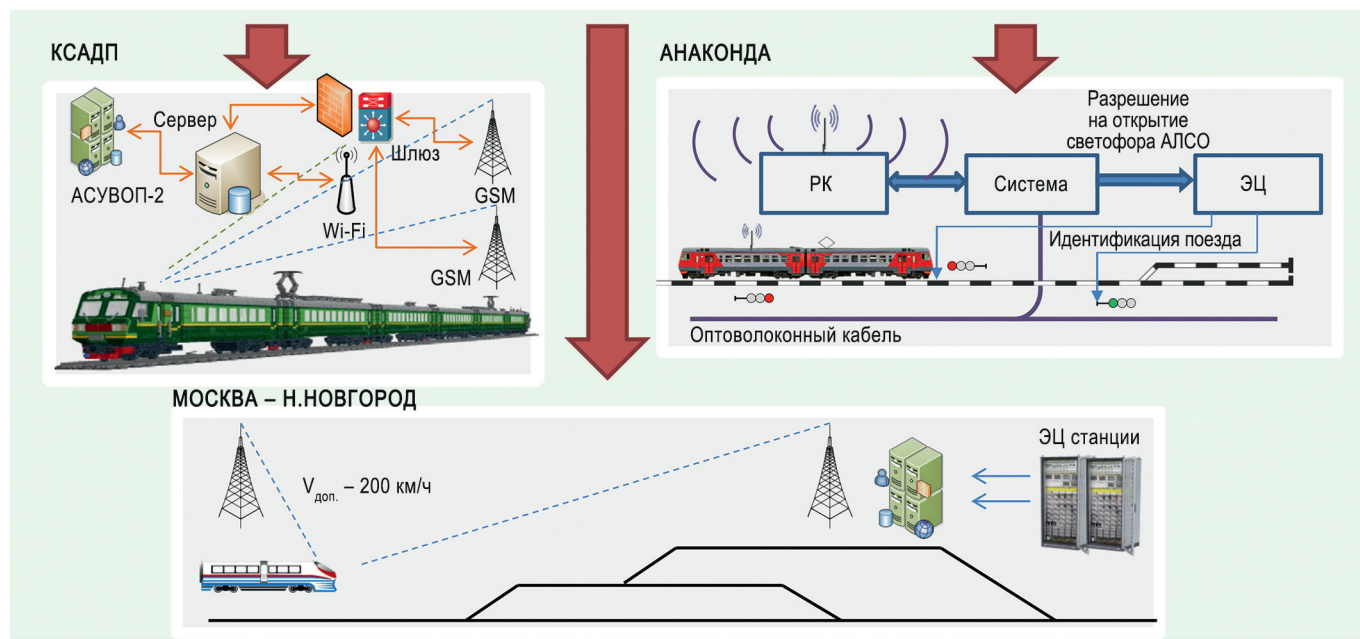 КСАДП
Сервер
АСУВОП-2
Шлюз
GSM
Wi-Fi
GSM
АНАКОНДА
Разрешение
на открытие
светофора АЛСО
РК
Система
ЭЦ
Идентификация поезда
Оптоволоконный кабель
МОСКВА – Н.НОВГОРОД
ЭЦ станции
Vдоп. – 200 км/ч